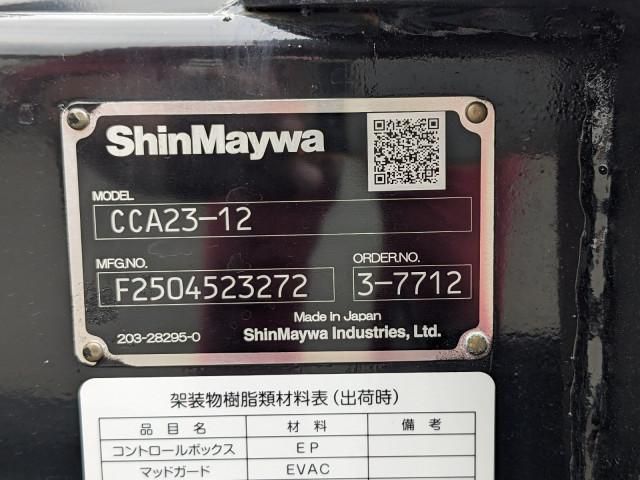 ShinMaywa
MODEL
CCA23-12
MFG.NO. ORDER.NO.
F2504523272 3-7712
Made in Japan
203-28295-0 ShinMaywa Industries, Ltd.
架装物樹脂類材料表(出荷時)
品 名 材 料 備 考
コントロールボックス EP
マッドガード EVAC